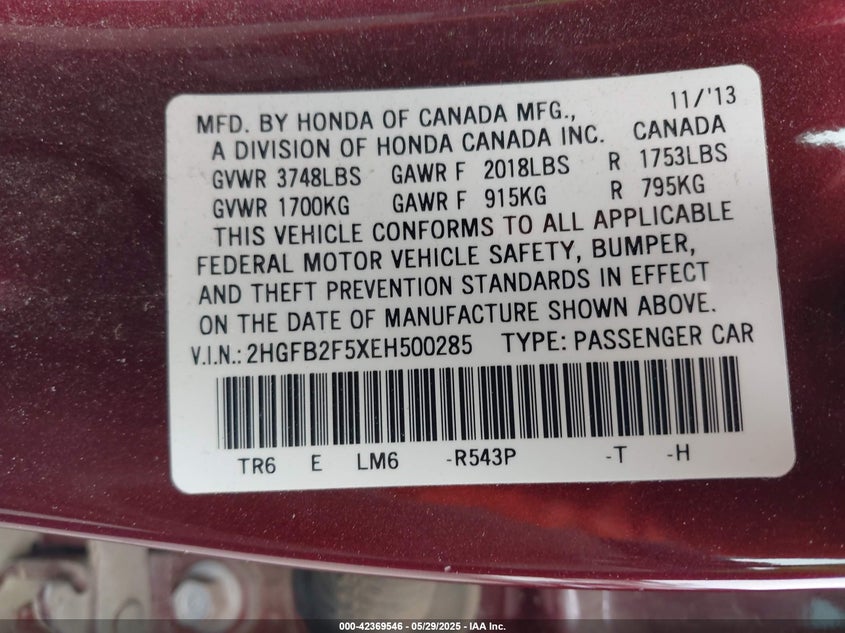 11/'13
MFD. BY HONDA OF CANADA MFG.,
A DIVISION OF HONDA CANADA INC. CANADA
GVWR 3748LBS GAWR F 2018LBS R 1753LBS
GVWR 1700KG GAWR F 915KG R 795KG
THIS VEHICLE CONFORMS TO ALL APPLICABLE
FEDERAL MOTOR VEHICLE SAFETY, BUMPER,
AND THEFT PREVENTION STANDARDS IN EFFECT
ON THE DATE OF MANUFACTURE SHOWN ABOVE.
V.I.N.: 2HGFB2F5XEH500285 TYPE: PASSENGER CAR
TR6 E LM6 -R543P -T -H
000-42369546 - 05/29/2025 - IAA Inc.